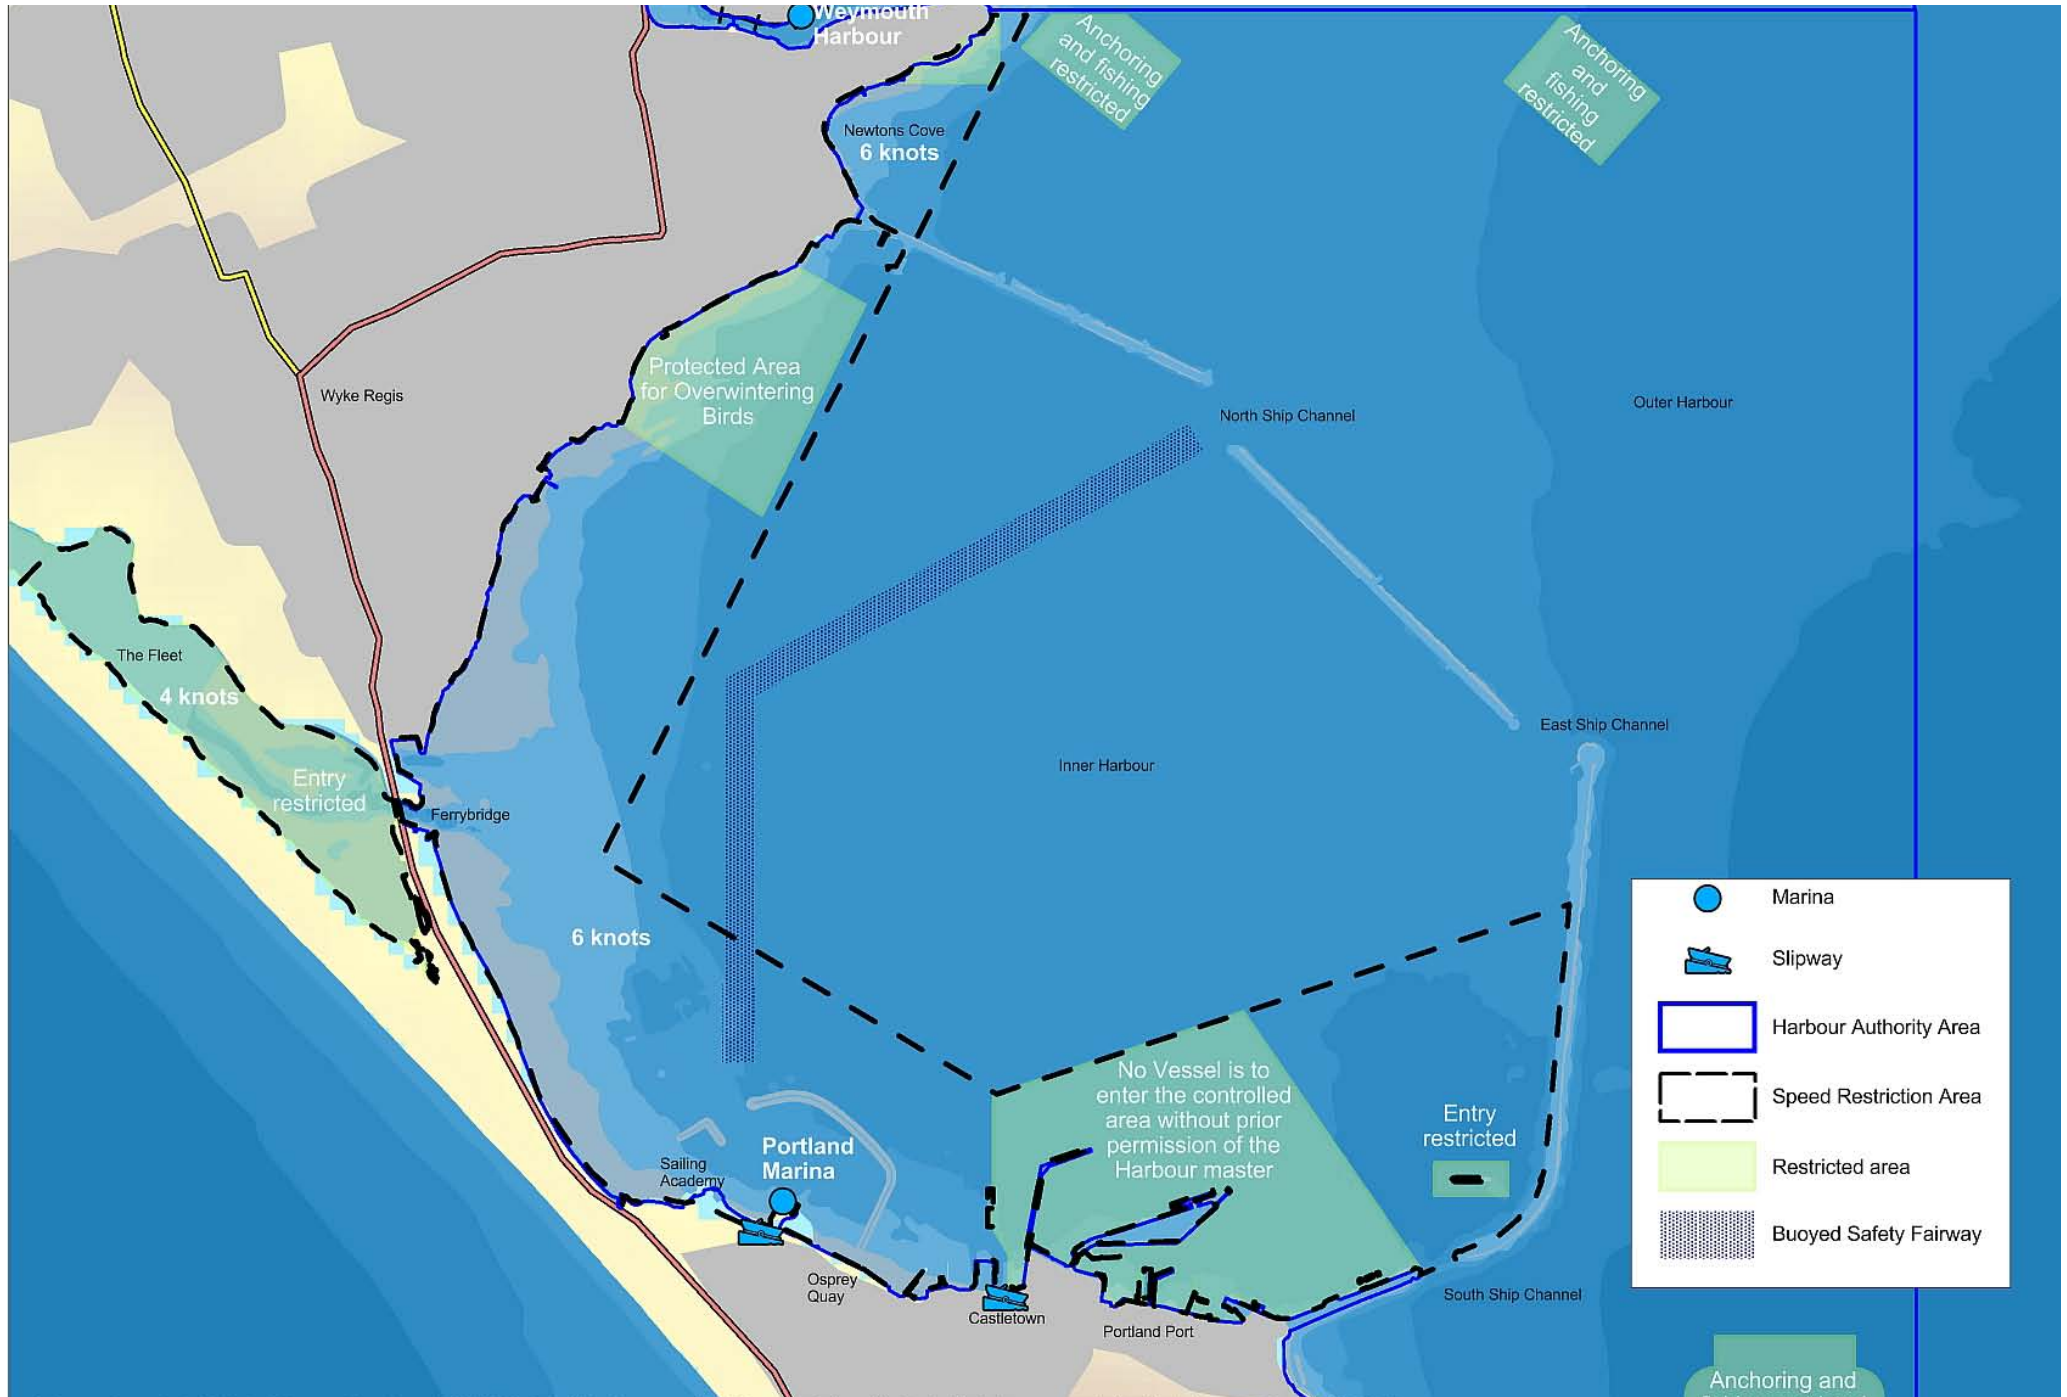 Weymouth
Harbour
Anchoring
and fishing
restricted
Anchoring
and
fishing
restricted
Newtons Cove
6 knots
Protected Area
for Overwintering
Birds
Wyke Regis
North Ship Channel
Outer Harbour
The Fleet
4 knots
East Ship Channel
Inner Harbour
Entry
restricted
Ferrybridge
6 knots
Marina
Slipway
Harbour Authority Area
Speed Restriction Area
Restricted area
Buoyed Safety Fairway
No Vessel is to
enter the controlled
area without prior
permission of the
Harbour master
Entry
restricted
Portland
Marina
Sailing
Academy
Osprey
Quay
Castletown
Portland Port
South Ship Channel
Anchoring and